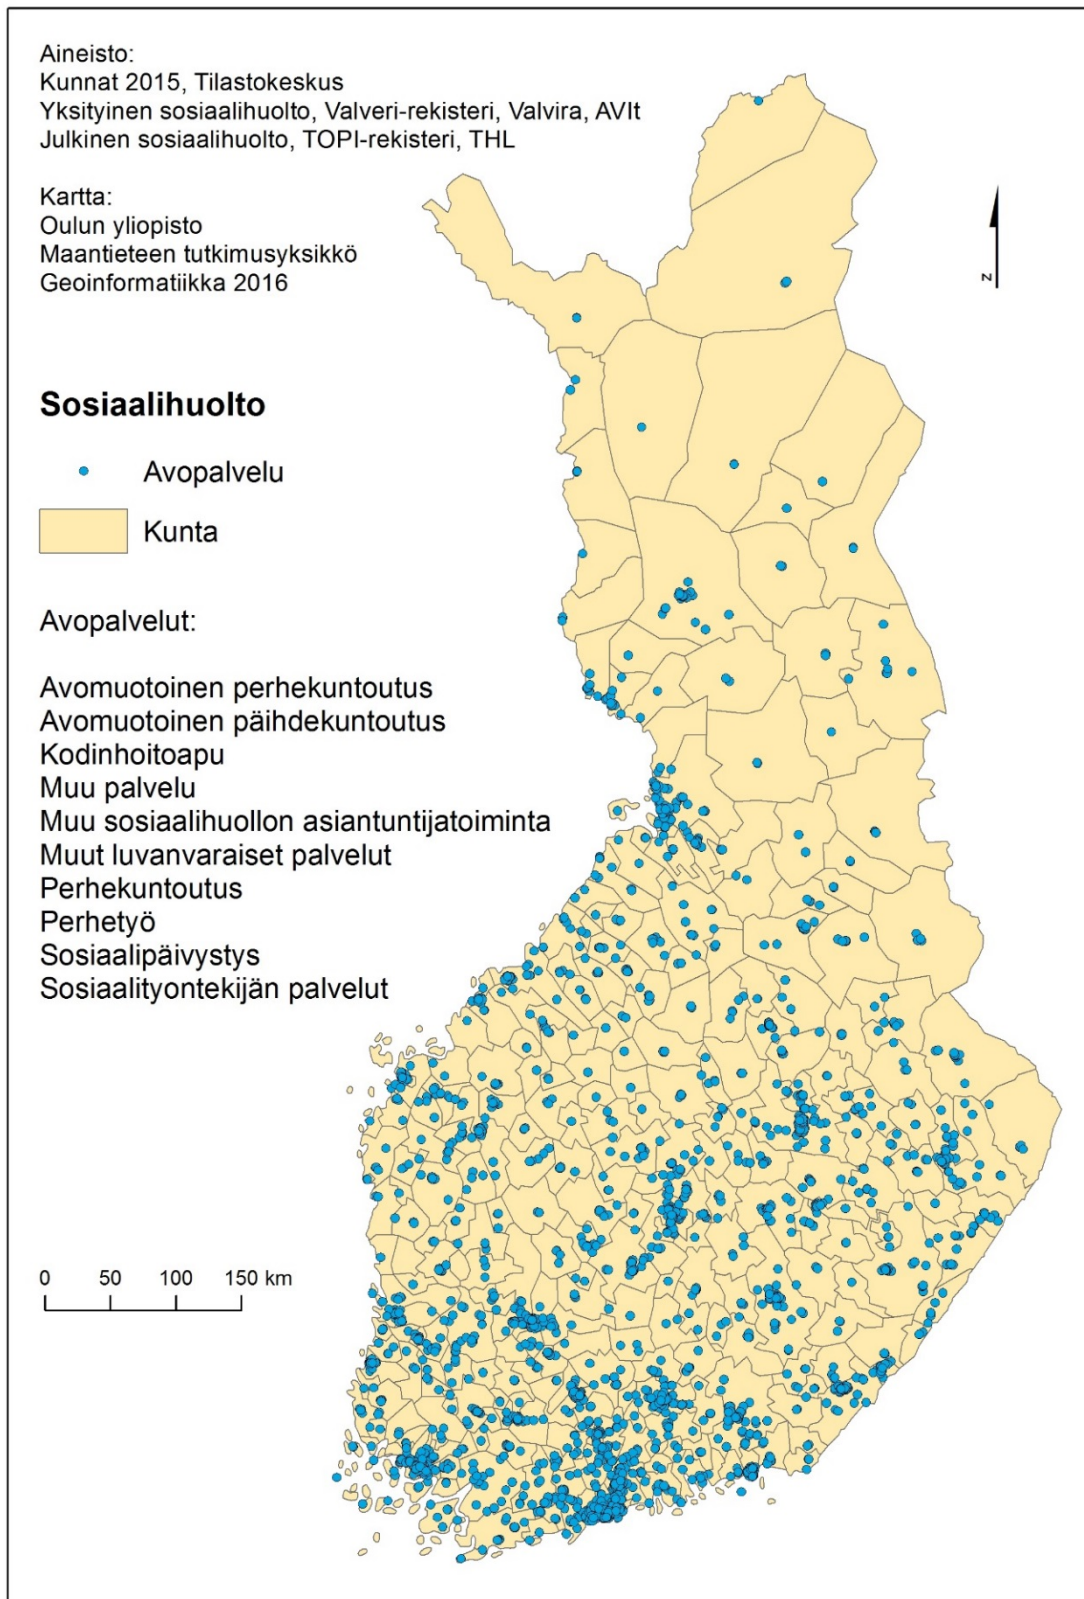 Aineisto:
Kunnat 2015, Tilastokeskus
Yksityinen sosiaalihuolto, Valveri-rekisteri, Valvira, AVIt
Julkinen sosiaalihuolto, TOPI-rekisteri, THL
Kartta:
Oulun yliopisto
Maantieteen tutkimusyksikkö
Geoinformatiikka 2016
N
Sosiaalihuolto
Avopalvelu
Kunta
Avopalvelut:
Avomuotoinen perhekuntoutus
Avomuotoinen päihdekuntoutus
Kodinhoitoapu
Muu palvelu
Muu sosiaalihuollon asiantuntijatoiminta
Muut luvanvaraiset palvelut
Perhekuntoutus
Perhetyö
Sosiaalipäivystys
Sosiaalityontekijän palvelut
0 50 100 150 km